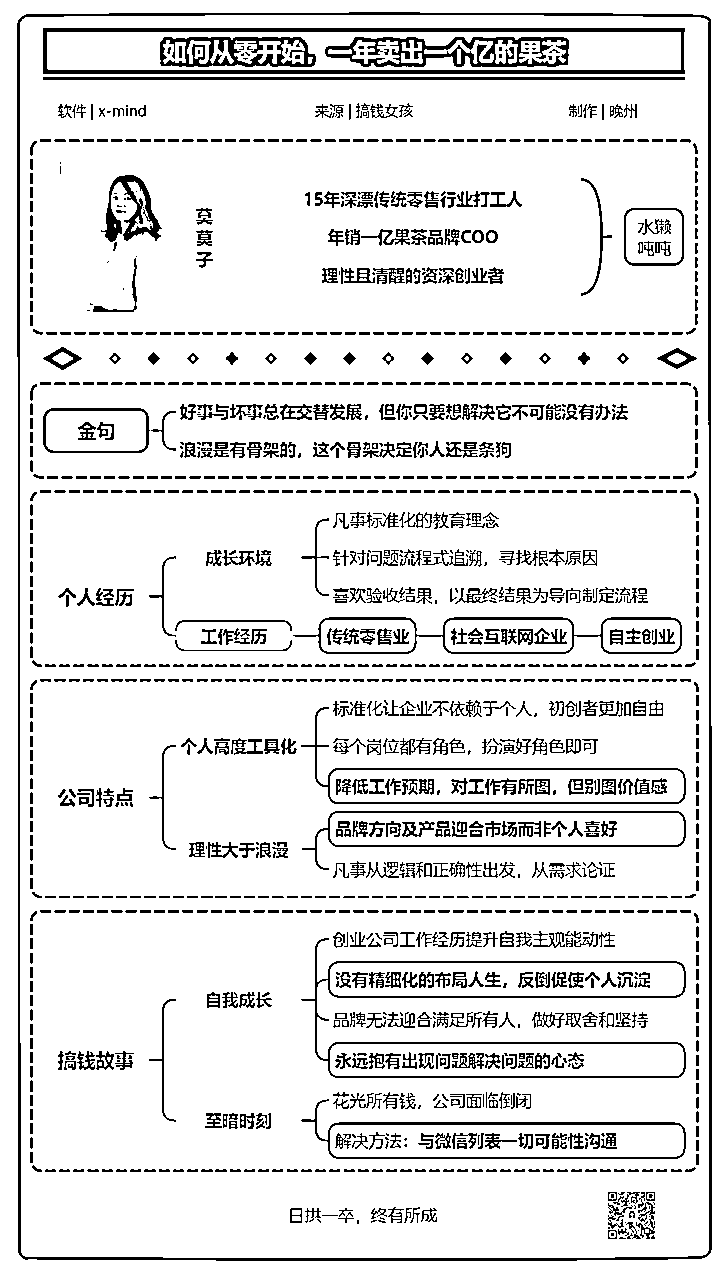 如何从零开始，一年卖出一个亿的果茶
软件 | x-mind
来源 | 搞钱女孩
制作 | 晚州
莫莫子
15年深漂传统零售行业打工人
年销一亿果茶品牌COO
理性且清醒的资深创业者
水獭
吨吨
金句
好事与坏事总在交替发展，但你只要想解决它不可能没有办法
浪漫是有骨架的，这个骨架决定你人还是条狗
个人经历
成长环境
凡事标准化的教育理念
针对问题流程式追溯，寻找根本原因
喜欢验收结果，以最终结果为导向制定流程
工作经历
传统零售业
社会互联网企业
自主创业
公司特点
个人高度工具化
标准化让企业不依赖于个人，初创者更加自由
每个岗位都有角色，扮演好角色即可
降低工作预期，对工作有所图，但别图价值感
理性大于浪漫
品牌方向及产品迎合市场而非个人喜好
凡事从逻辑和正确性出发，从需求论证
搞钱故事
自我成长
创业公司工作经历提升自我主观能动性
没有精细化的布局人生，反倒促使个人沉淀
品牌无法迎合满足所有人，做好取舍和坚持
永远抱有出现问题解决问题的心态
至暗时刻
花光所有钱，公司面临倒闭
解决方法：与微信列表一切可能性沟通
日拱一卒，终有所成